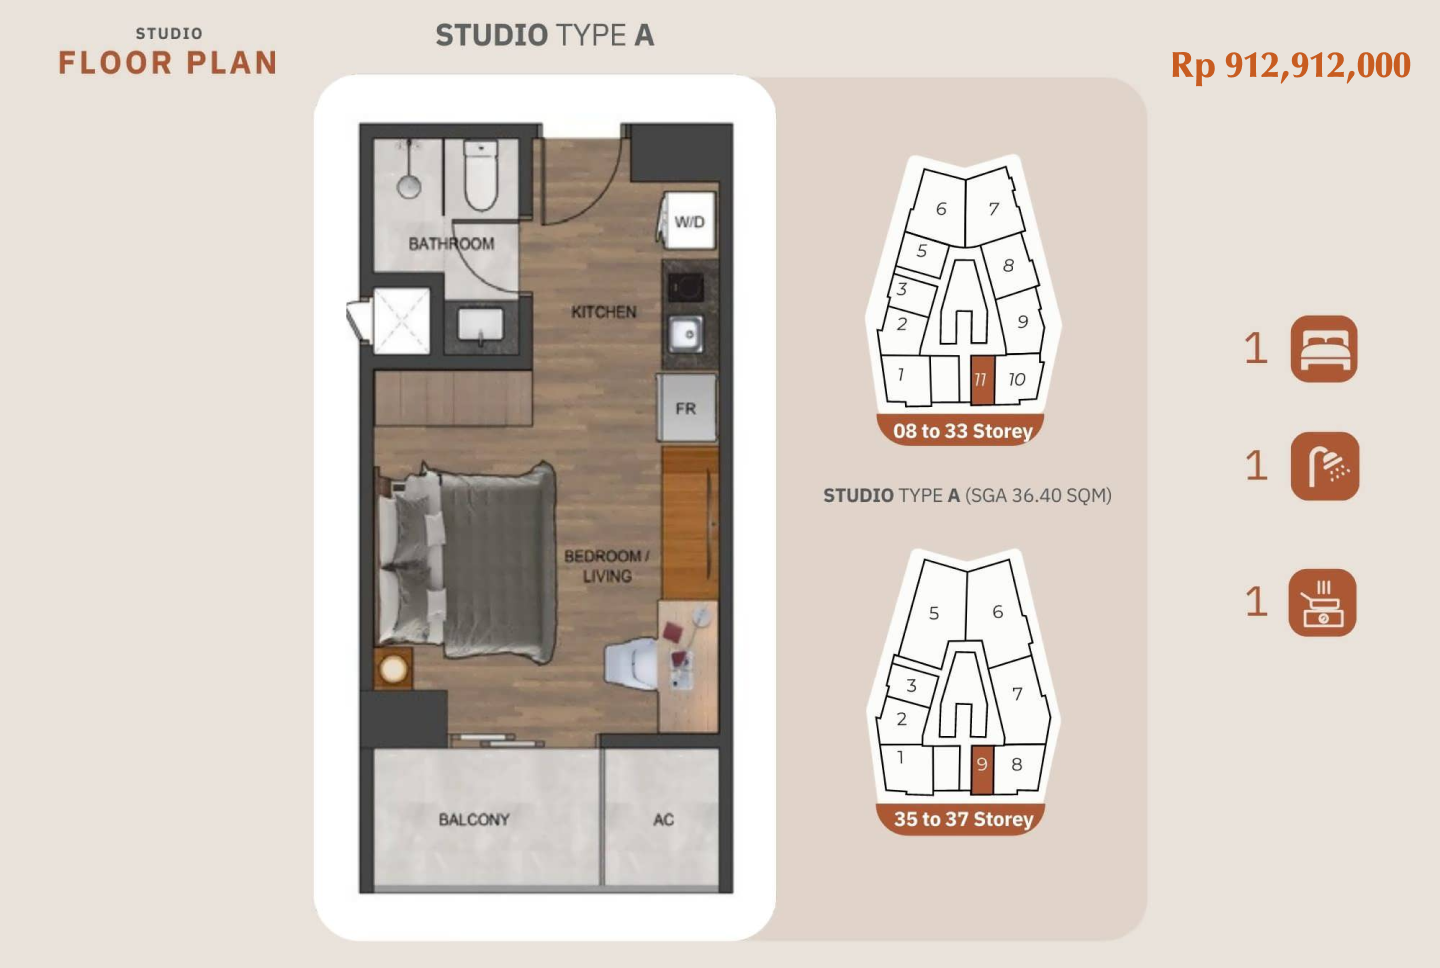 STUDIO
FLOOR PLAN
STUDIO TYPE A
Rp 912,912,000
BATHROOM
W/D
KITCHEN
FR
BEDROOM /
LIVING
BALCONY
AC
6
7
5
8
3
2
9
1
11
10
08 to 33 Storey
STUDIO TYPE A (SGA 36.40 SQM)
5
6
3
7
2
1
9
8
35 to 37 Storey
1
1
1